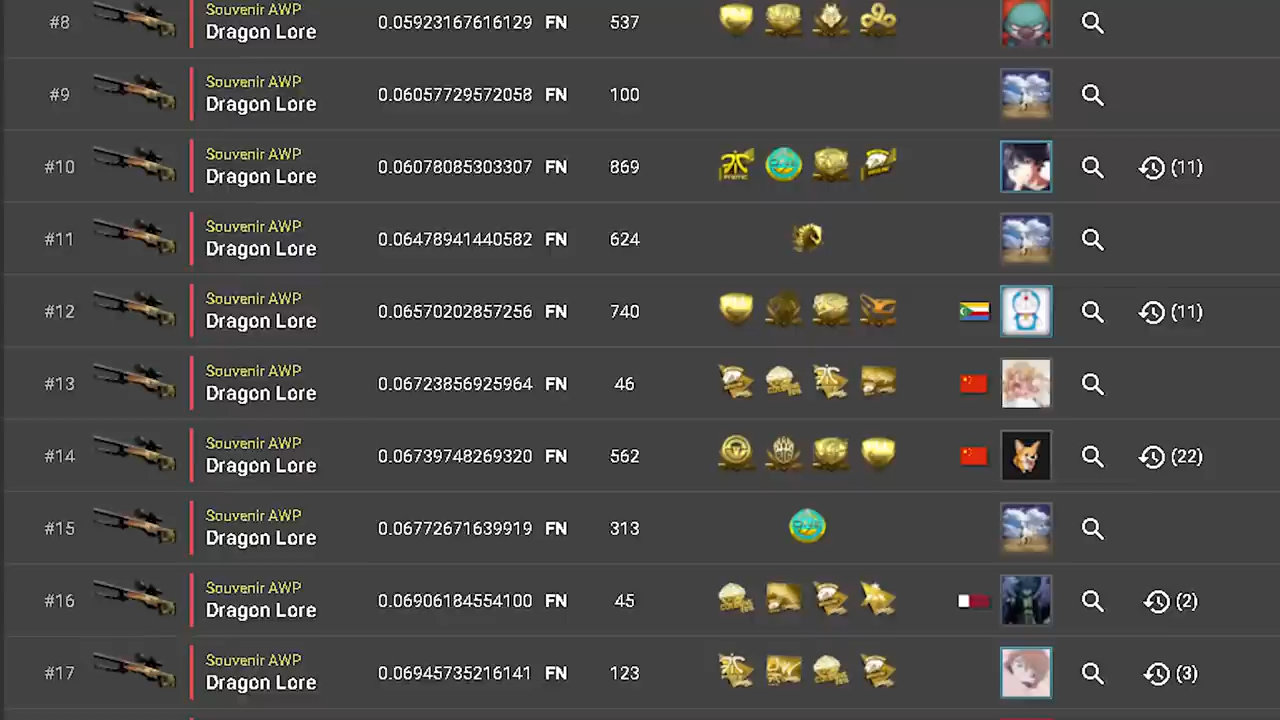 #8 Souvenir AWP Dragon Lore 0.05923167616129 FN 537
#9 Souvenir AWP Dragon Lore 0.06057729572058 FN 100
#10 Souvenir AWP Dragon Lore 0.06078085303307 FN 869 (11)
#11 Souvenir AWP Dragon Lore 0.06478941440582 FN 624
#12 Souvenir AWP Dragon Lore 0.06570202857256 FN 740 (11)
#13 Souvenir AWP Dragon Lore 0.06723856925964 FN 46
#14 Souvenir AWP Dragon Lore 0.06739748269320 FN 562 (22)
#15 Souvenir AWP Dragon Lore 0.06772671639919 FN 313
#16 Souvenir AWP Dragon Lore 0.06906184554100 FN 45 (2)
#17 Souvenir AWP Dragon Lore 0.06945735216141 FN 123 (3)